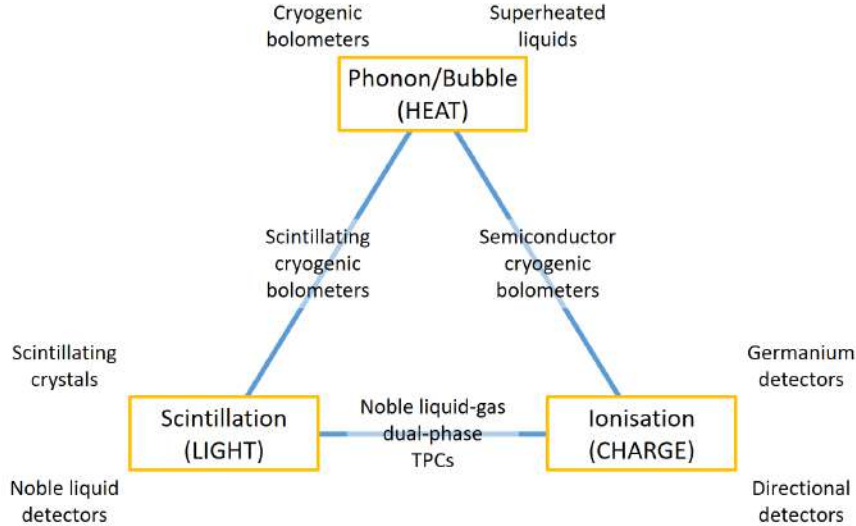 Cryogenic
bolometers
Superheated
liquids
Phonon/Bubble
(HEAT)
Scintillating
cryogenic
bolometers
Semiconductor
cryogenic
bolometers
Scintillating
crystals
Germanium
detectors
Scintillation
(LIGHT)
Noble liquid-gas
dual-phase
TPCs
Ionisation
(CHARGE)
Noble liquid
detectors
Directional
detectors